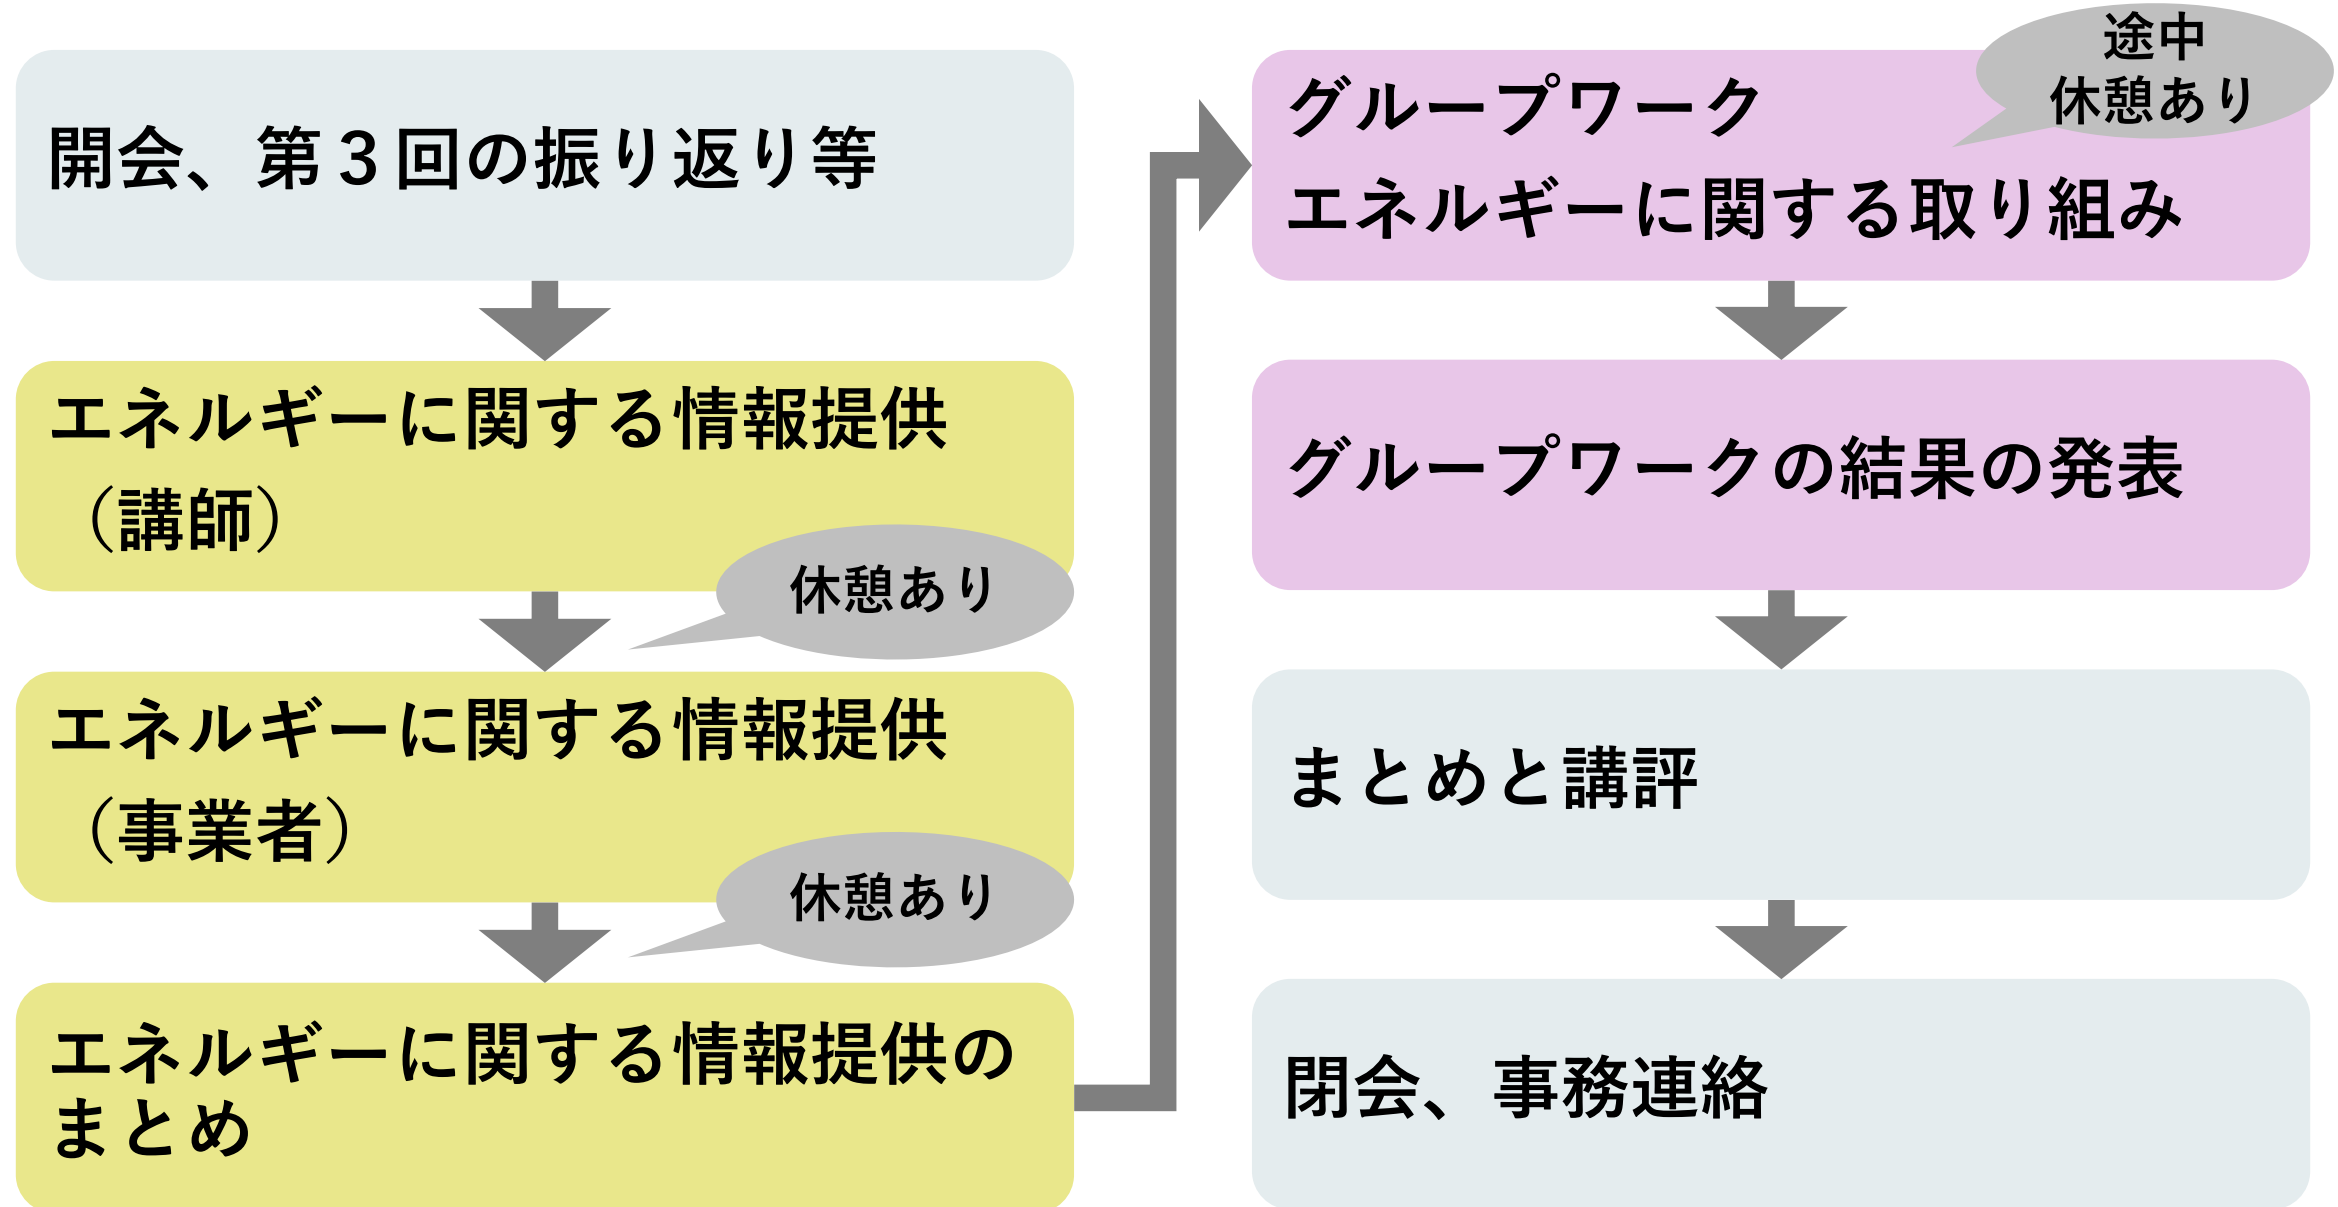 開会、第３回の振り返り等
エネルギーに関する情報提供
（講師）
休憩あり
エネルギーに関する情報提供
（事業者）
休憩あり
エネルギーに関する情報提供の
まとめ
グループワーク
エネルギーに関する取り組み
途中
休憩あり
グループワークの結果の発表
まとめと講評
閉会、事務連絡